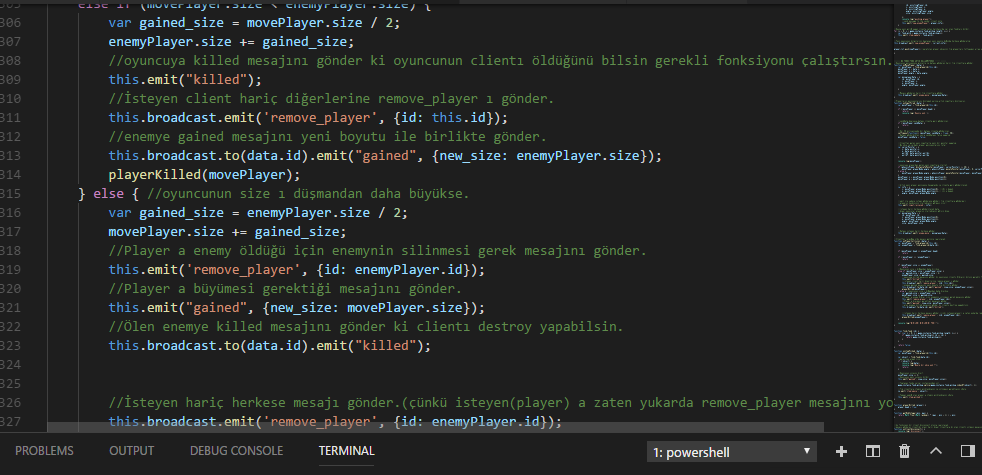 else if (movePlayer.size < enemyPlayer.size) {
306 var gained_size = movePlayer.size / 2;
307 enemyPlayer.size += gained_size;
308 //oyuncuya killed mesajını gönder ki oyuncunun clientı öldüğünü bilsin gerekli fonksiyonu çalıştırsın.
309 this.emit("killed");
310 //İsteyen client hariç diğerlerine remove_player ı gönder.
311 this.broadcast.emit('remove_player', {id: this.id});
312 //enemye gained mesajını yeni boyutu ile birlikte gönder.
313 this.broadcast.to(data.id).emit("gained", {new_size: enemyPlayer.size});
314 playerKilled(movePlayer);
315 } else { //oyuncunun size ı düşmandan daha büyükse.
316 var gained_size = enemyPlayer.size / 2;
317 movePlayer.size += gained_size;
318 //Player a enemy öldüğü için enemynin silinmesi gerek mesajını gönder.
319 this.emit('remove_player', {id: enemyPlayer.id});
320 //Player a büyümesi gerektiği mesajını gönder.
321 this.emit("gained", {new_size: movePlayer.size});
322 //Ölen enemye killed mesajını gönder ki clientı destroy yapabilsin.
323 this.broadcast.to(data.id).emit("killed");
324
325
326 //İsteyen hariç herkese mesajı gönder.(çünkü isteyen(player) a zaten yukarda remove_player mesajını yo
327 this.broadcast.emit('remove_player', {id: enemyPlayer.id});
PROBLEMS OUTPUT DEBUG CONSOLE TERMINAL 1: powershell